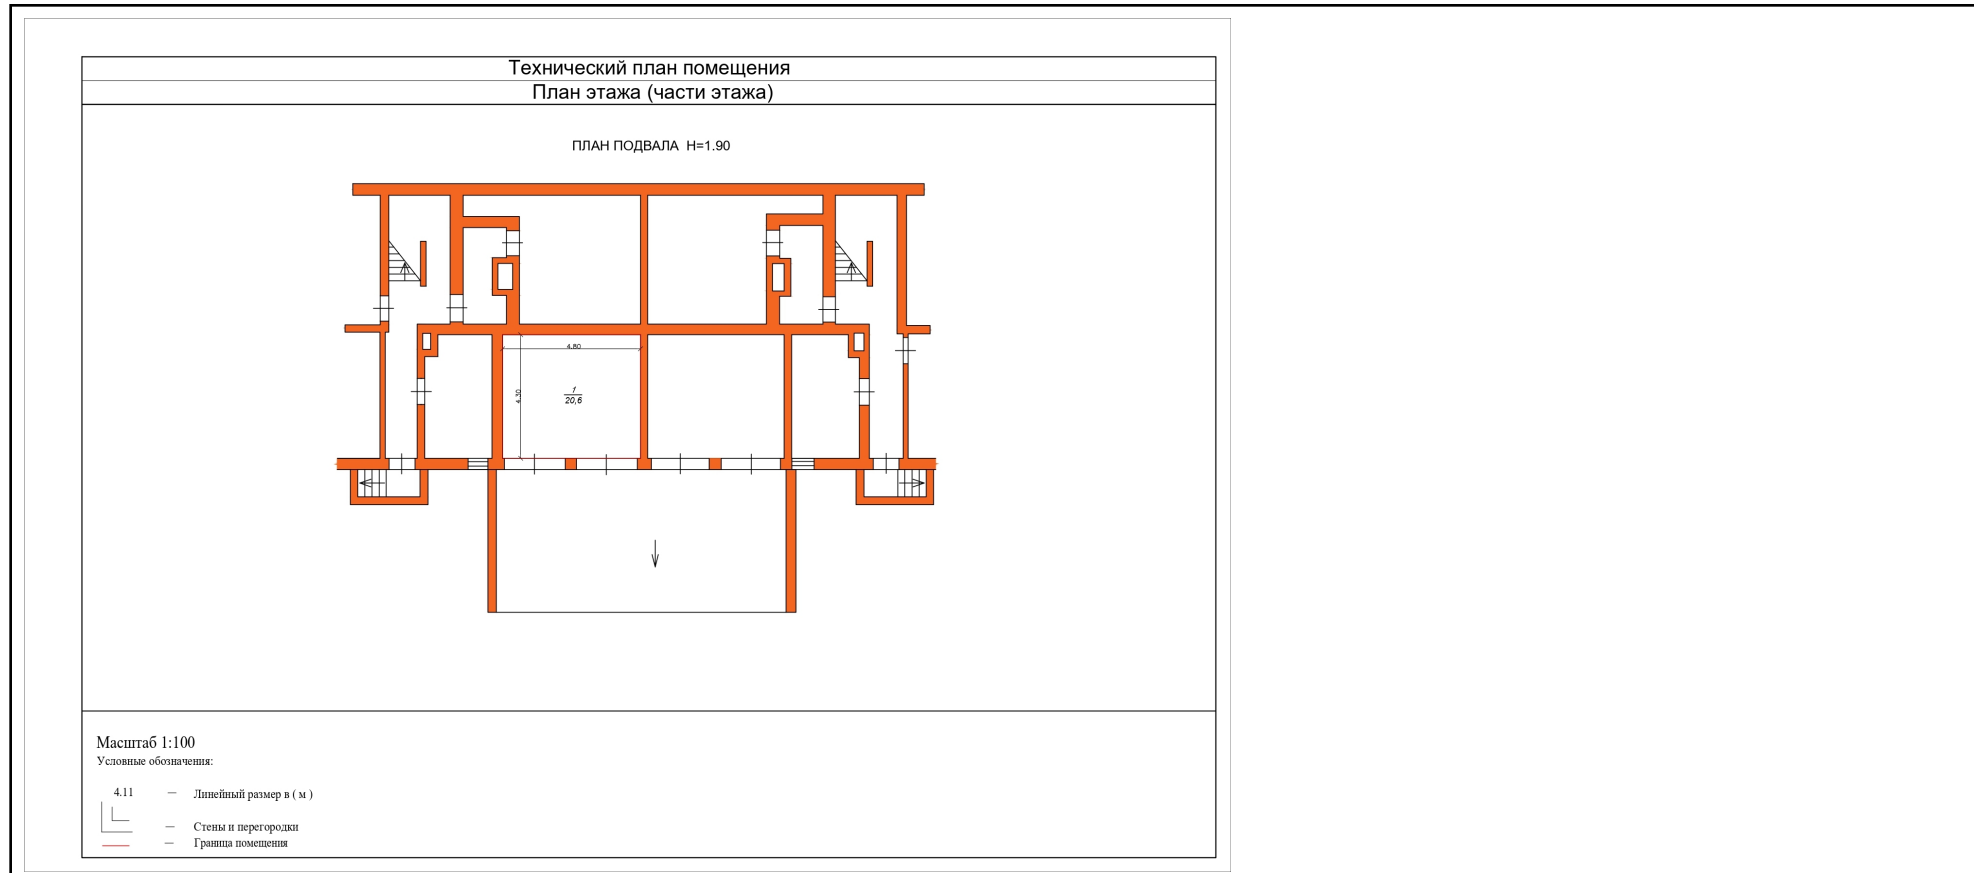 Технический план помещения
План этажа (части этажа)
ПЛАН ПОДВАЛА H=1.90
4.80
4.30
1
20,6
Масштаб 1:100
Условные обозначения:
4.11 — Линейный размер в ( м )
— Стены и перегородки
— Граница помещения